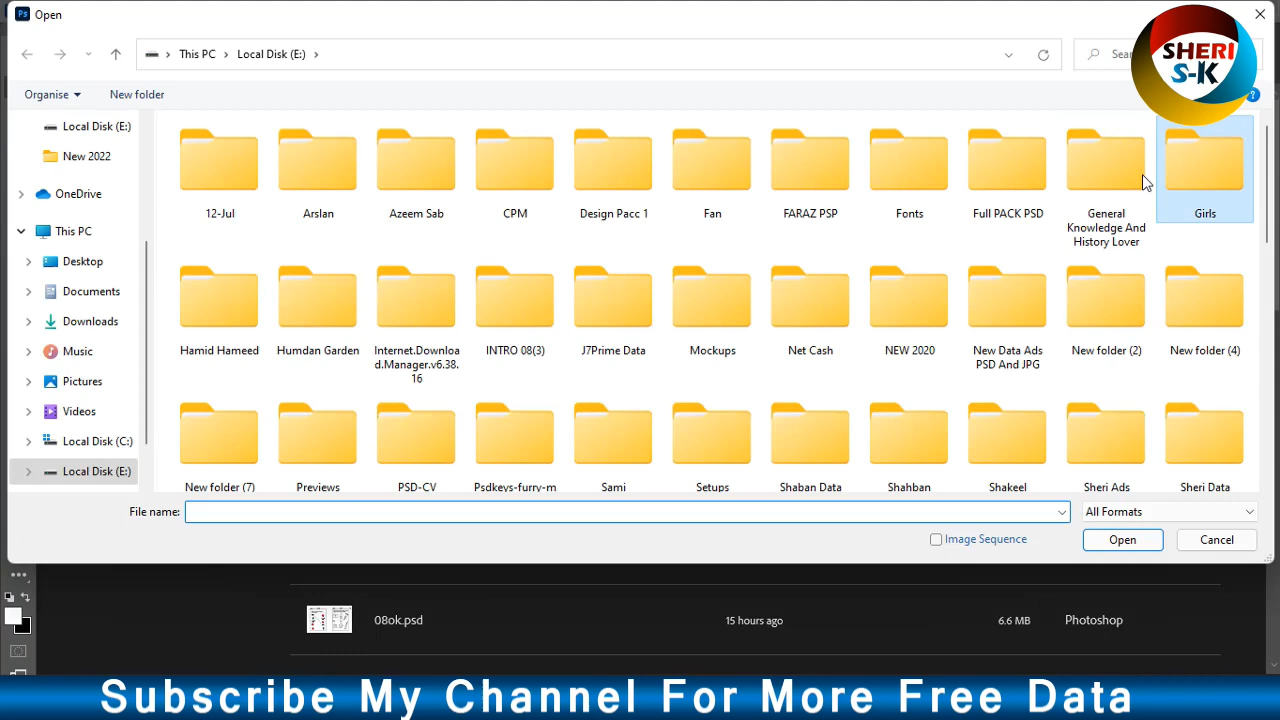 Ps Open
This PC Local Disk (E:)
Sea
SHERI
S-K
Organise New folder
?
Local Disk (E:)
New 2022
OneDrive
This PC
Desktop
Documents
Downloads
Music
Pictures
Videos
Local Disk (C:)
Local Disk (E:)
12-Jul Arslan Azeem Sab CPM Design Pacc 1 Fan FARAZ PSP Fonts Full PACK PSD General Girls
Knowledge And
History Lover
Hamid Hameed Humdan Garden Internet.Downloa INTRO 08(3) J7Prime Data Mockups Net Cash NEW 2020 New Data Ads New folder (2) New folder (4)
d.Manager.v6.38. PSD And JPG
16
New folder (7) Previews PSD-CV Psdkeys-furry-m Sami Setups Shaban Data Shahban Shakeel Sheri Ads Sheri Data
File name: All Formats
Image Sequence Open Cancel
08ok.psd 15 hours ago 6.6 MB Photoshop
Subscribe My Channel For More Free Data